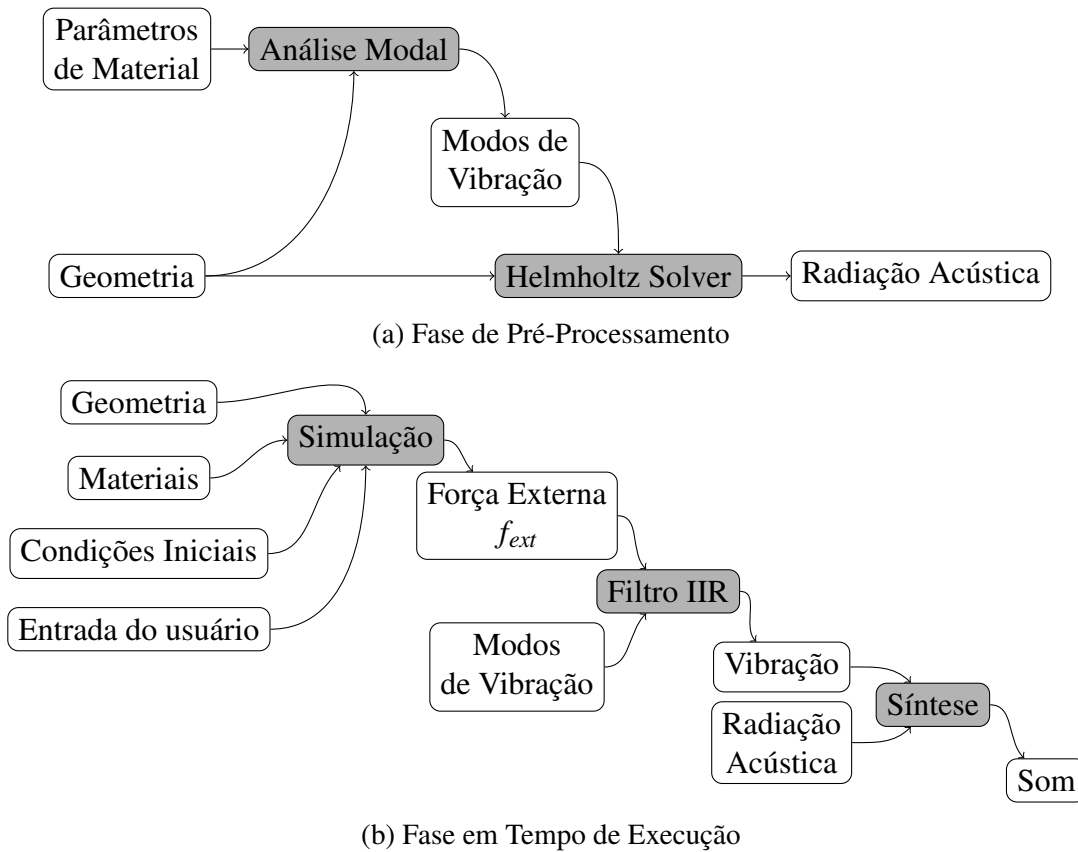 Parâmetros
de Material
Análise Modal
Modos de
Vibração
Geometria
Helmholtz Solver
Radiação Acústica
(a) Fase de Pré-Processamento
Geometria
Simulação
Materiais
Força Externa
f_ext
Condições Iniciais
Filtro IIR
Entrada do usuário
Modos
de Vibração
Vibração
Síntese
Radiação
Acústica
Som
(b) Fase em Tempo de Execução